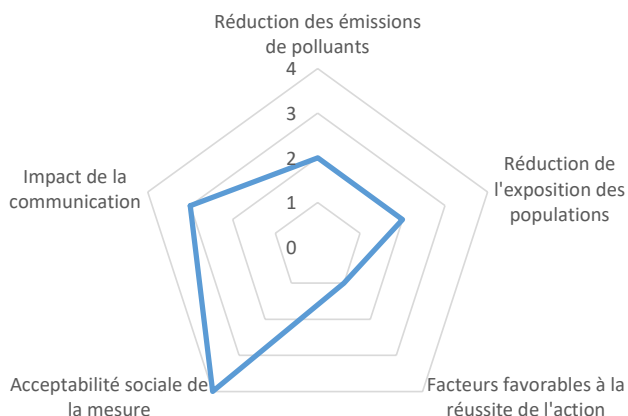 Réduction des émissions
de polluants
4
3
2
1
0
Réduction de
l'exposition des
populations
Facteurs favorables à la
réussite de l'action
Acceptabilité sociale de
la mesure
Impact de la
communication